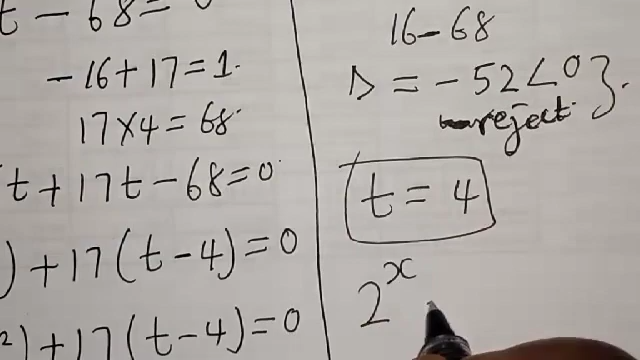 t - 68 = 0
-16 + 17 = 1.
17 × 4 = 68.
t + 17t - 68 = 0
) + 17(t - 4) = 0
²) + 17(t - 4) = 0
16 - 68
D = -52 < 0 }.
reject.
t = 4
2ˣ